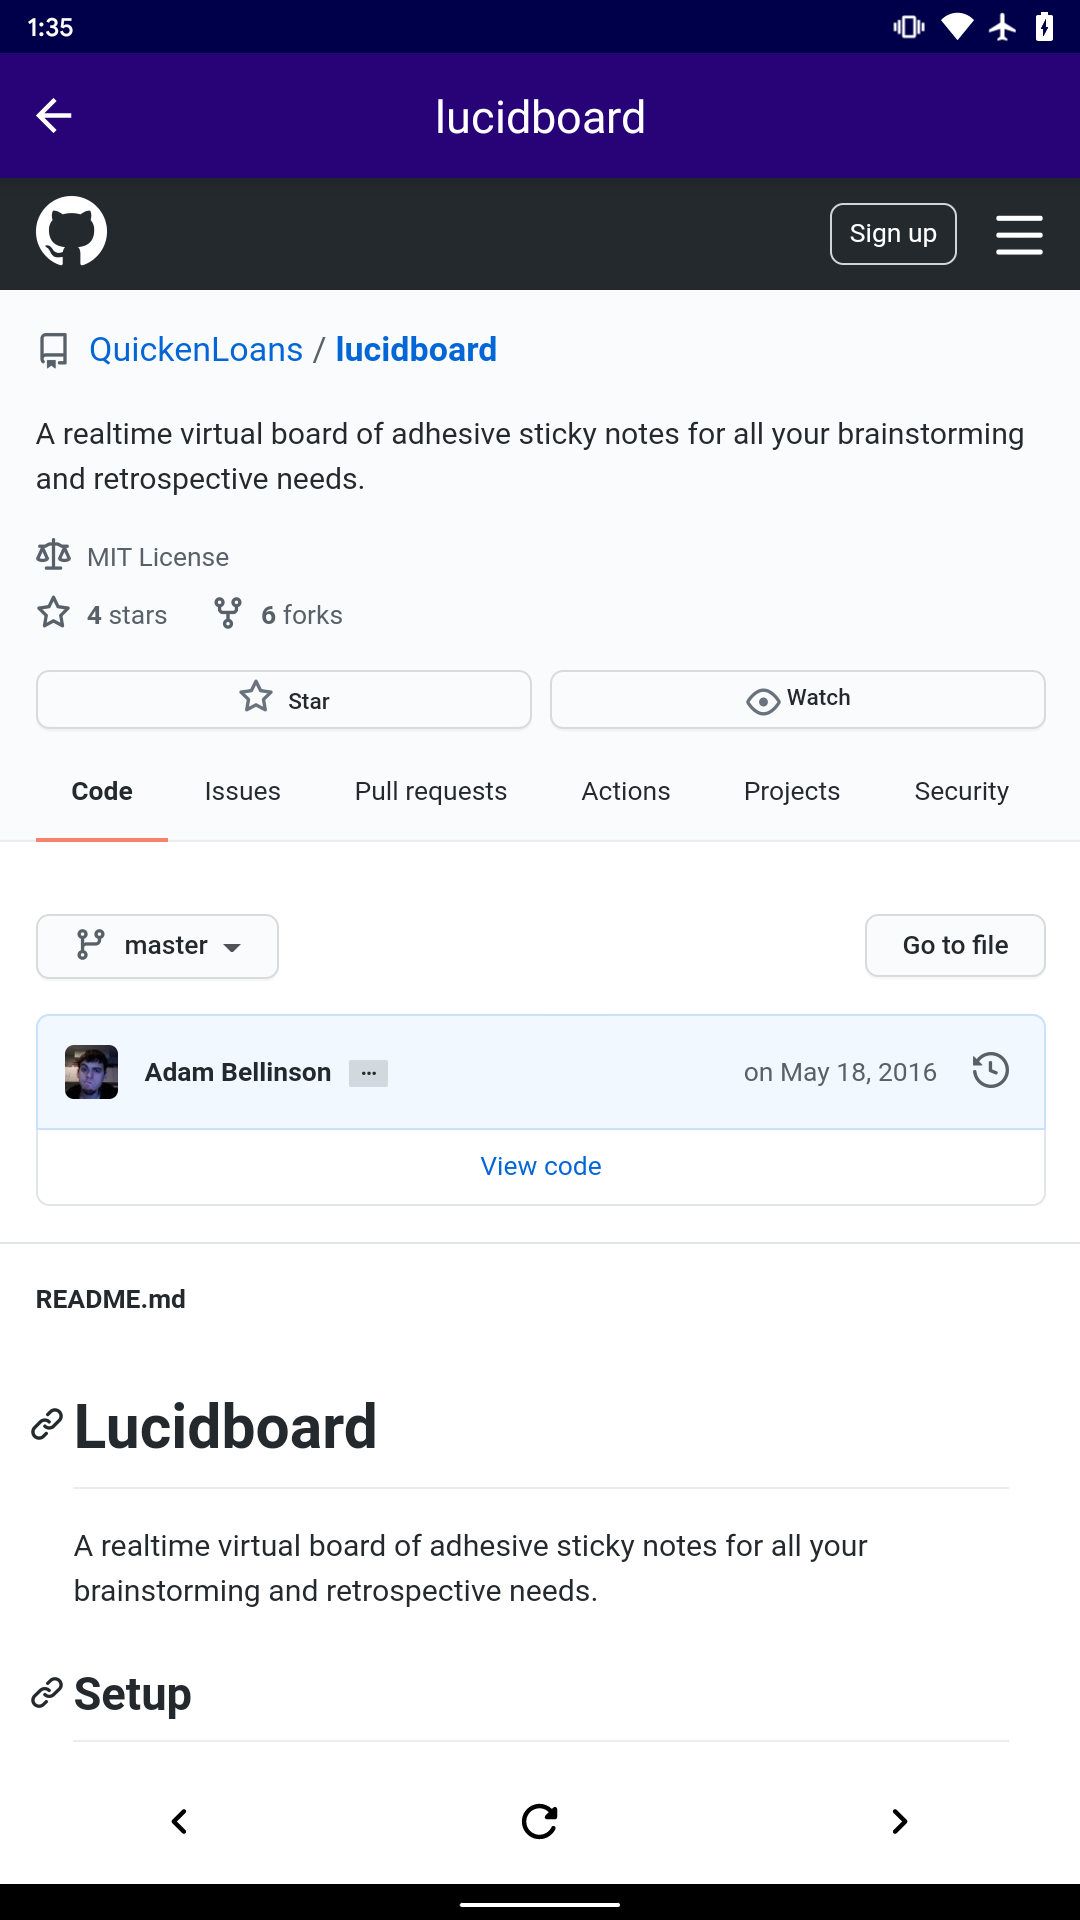 1:35
lucidboard
Sign up
QuickenLoans / lucidboard
A realtime virtual board of adhesive sticky notes for all your brainstorming
and retrospective needs.
MIT License
4 stars 6 forks
Star Watch
Code Issues Pull requests Actions Projects Security
master Go to file
Adam Bellinson ... on May 18, 2016
View code
README.md
Lucidboard
A realtime virtual board of adhesive sticky notes for all your
brainstorming and retrospective needs.
Setup